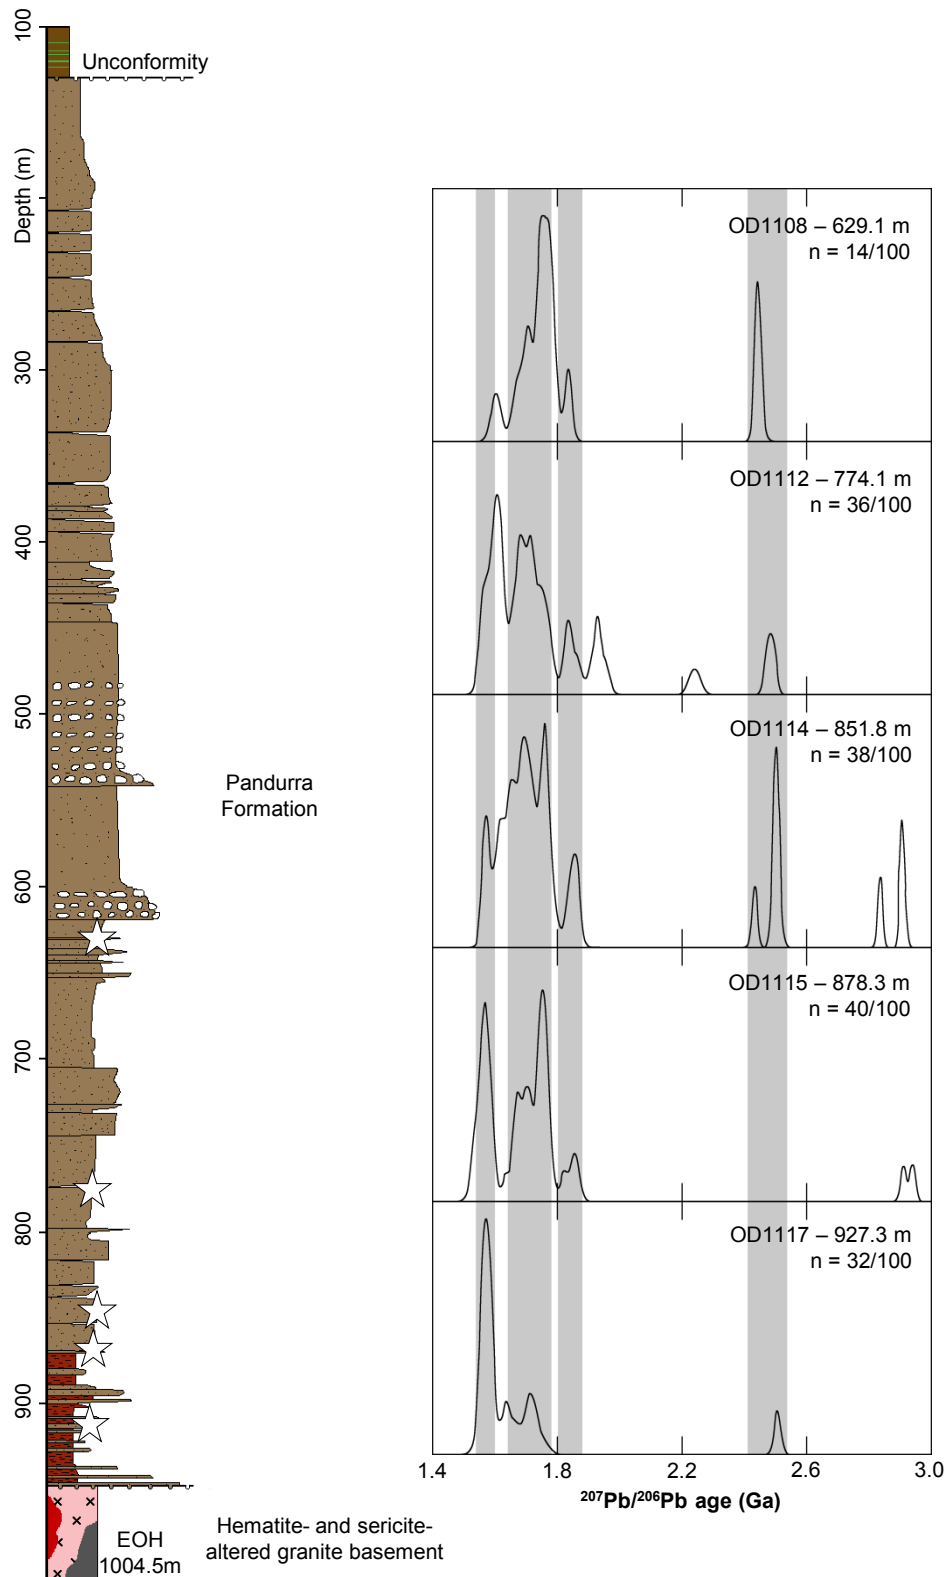 100
Unconformity
Depth (m)
300
400
500
600
700
800
900
Pandurra
Formation
EOH
1004.5m
Hematite- and sericite-
altered granite basement
OD1108 – 629.1 m
n = 14/100
OD1112 – 774.1 m
n = 36/100
OD1114 – 851.8 m
n = 38/100
OD1115 – 878.3 m
n = 40/100
OD1117 – 927.3 m
n = 32/100
1.4 1.8 2.2 2.6 3.0
²⁰⁷Pb/²⁰⁶Pb age (Ga)